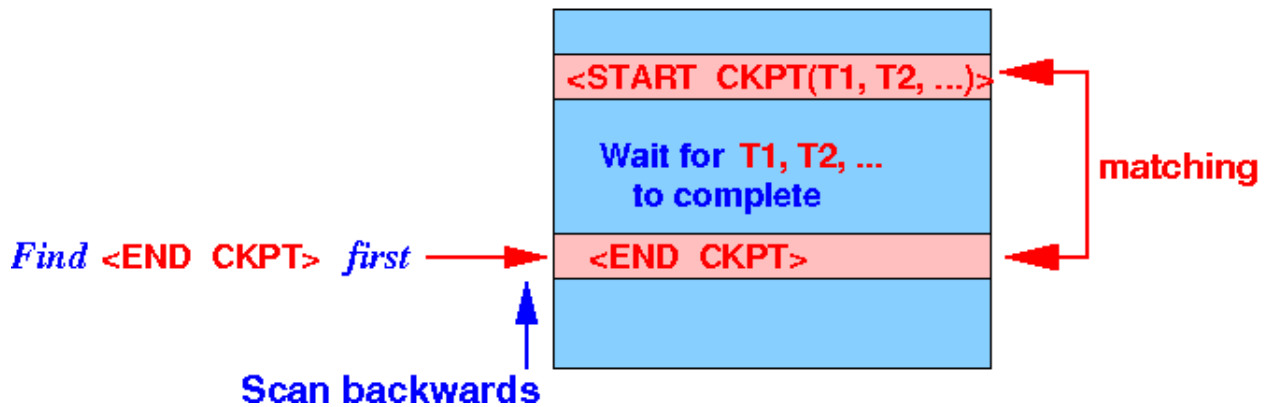 <START CKPT(T1, T2, ...)>
Wait for T1, T2, ...
to complete
matching
Find <END CKPT> first
<END CKPT>
Scan backwards